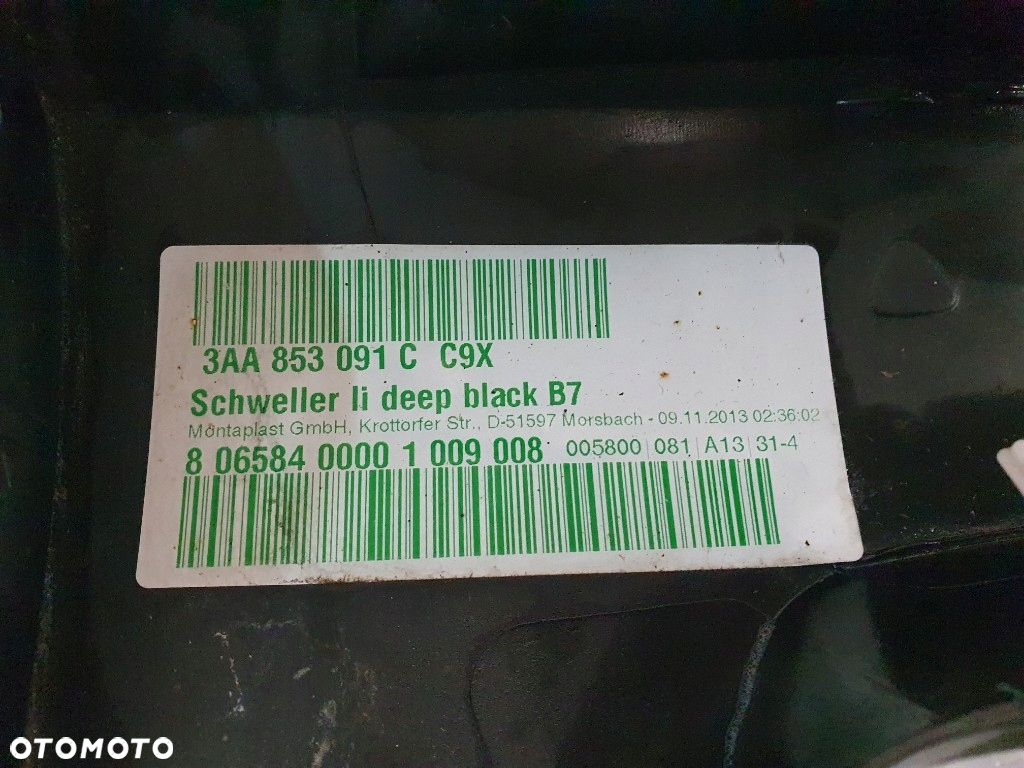 3AA 853 091 C C9X
Schweller li deep black B7
Montaplast GmbH, Krottorfer Str., D-51597 Morsbach - 09.11.2013 02:36:02
8 06584 0000 1 009 008 005800 | 081 | A13 | 31-4
OTOMOTO